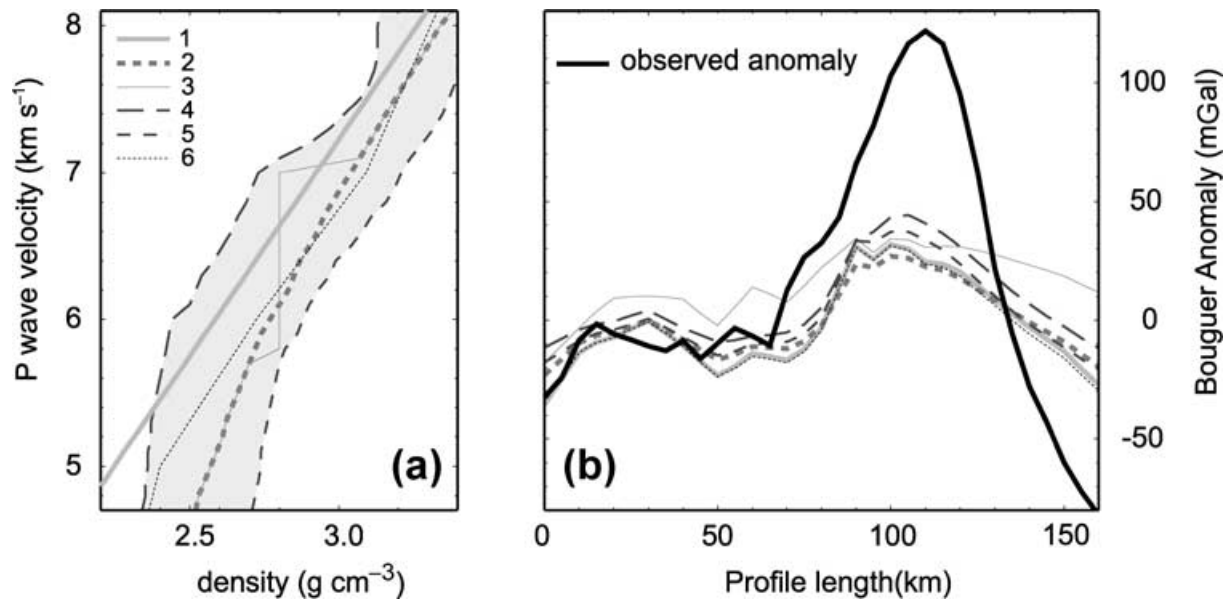 8
7
6
5
P wave velocity (km s⁻¹)
1
2
3
4
5
6
(a)
2.5 3.0
density (g cm⁻³)
observed anomaly
(b)
100
50
0
-50
Bouguer Anomaly (mGal)
0 50 100 150
Profile length(km)